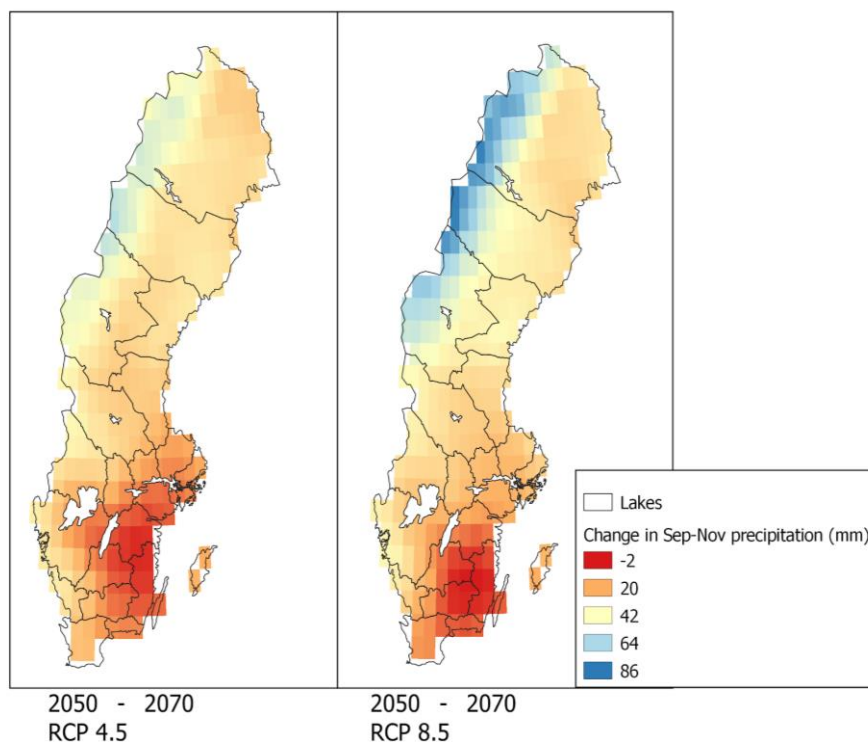 Lakes
Change in Sep-Nov precipitation (mm)
-2
20
42
64
86
2050 - 2070
RCP 4.5
2050 - 2070
RCP 8.5